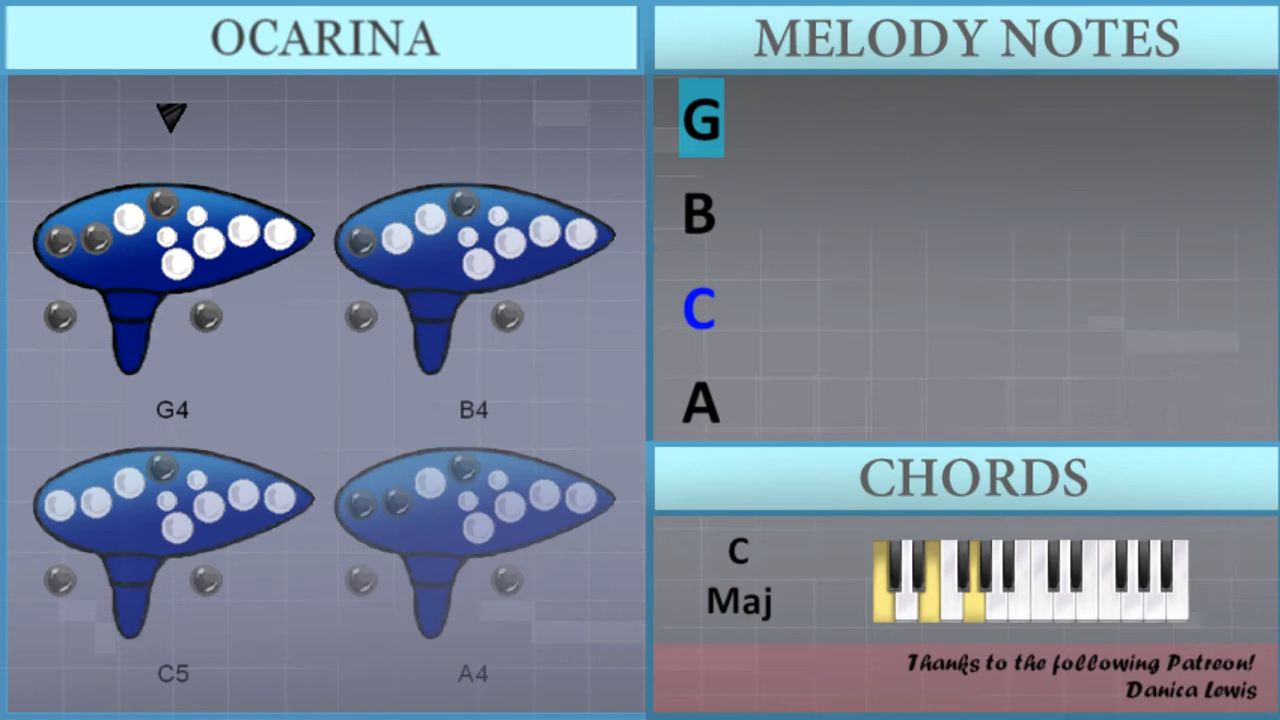 OCARINA
G4
B4
C5
A4
MELODY NOTES
G
B
C
A
CHORDS
C
Maj
Thanks to the following Patreon!
Danica Lewis